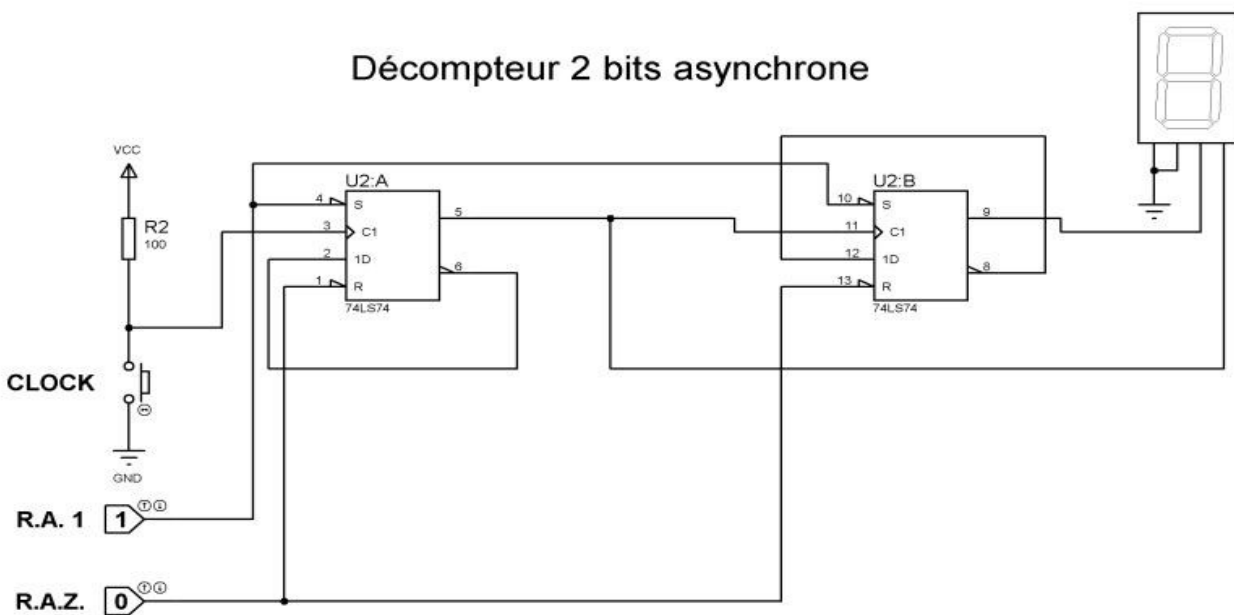 Décompteur 2 bits asynchrone
VCC
R2
100
CLOCK
GND
R.A. 1 1
R.A.Z. 0
U2:A
4 S 5
3 C1
2 1D 6
1 R
74LS74
U2:B
10 S 9
11 C1
12 1D 8
13 R
74LS74